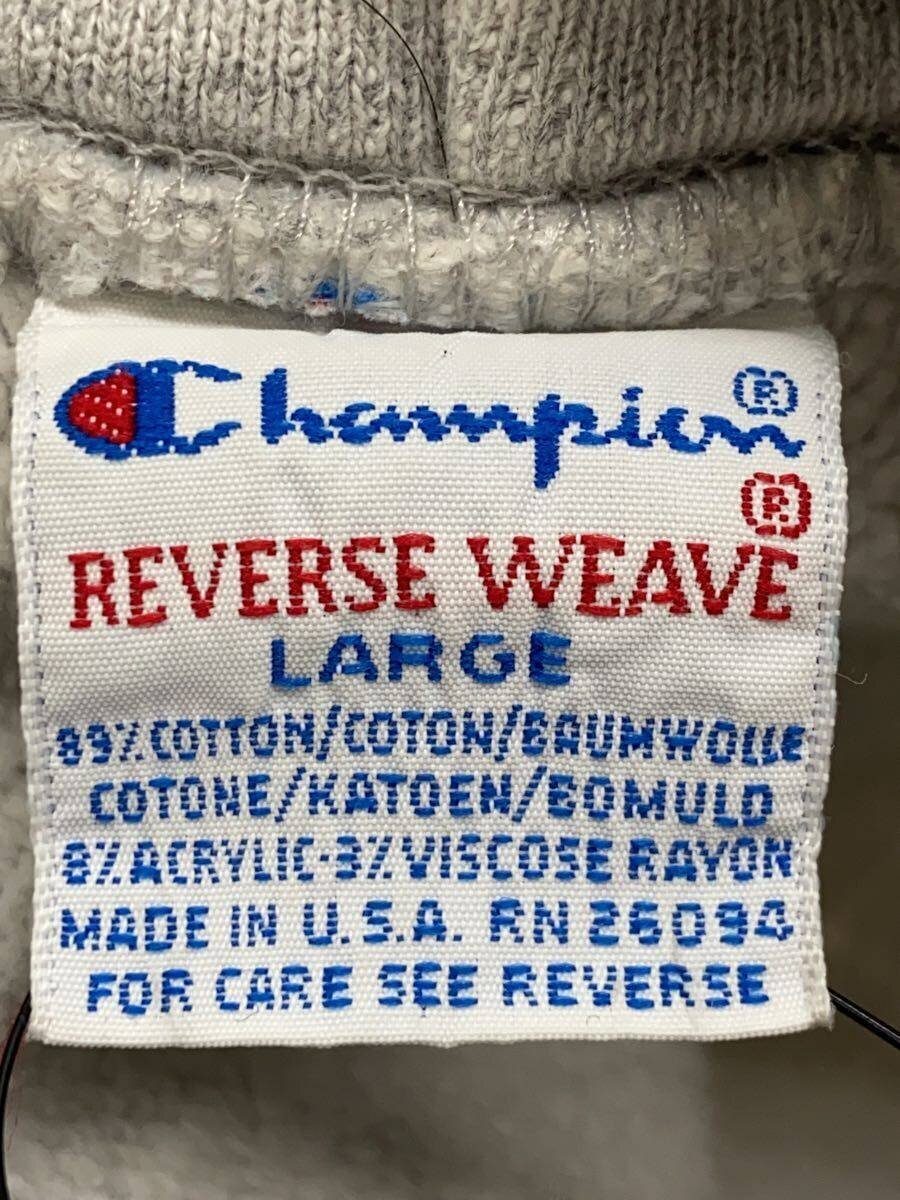 Champion®
REVERSE WEAVE®
LARGE
89%COTTON/COTON/BAUMWOLLE
COTONE/KATOEN/BOMULD
8%ACRYLIC-3%VISCOSE RAYON
MADE IN U.S.A. RN 26094
FOR CARE SEE REVERSE